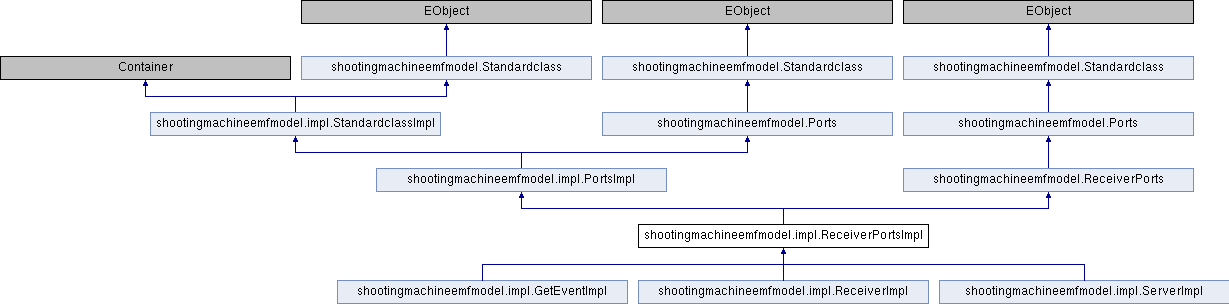 EObject EObject EObject
Container shootingmachineemfmodel.Standardclass shootingmachineemfmodel.Standardclass shootingmachineemfmodel.Standardclass
shootingmachineemfmodel.impl.StandardclassImpl shootingmachineemfmodel.Ports shootingmachineemfmodel.Ports
shootingmachineemfmodel.impl.PortsImpl shootingmachineemfmodel.ReceiverPorts
shootingmachineemfmodel.impl.ReceiverPortsImpl
shootingmachineemfmodel.impl.GetEventImpl shootingmachineemfmodel.impl.ReceiverImpl shootingmachineemfmodel.impl.ServerImpl